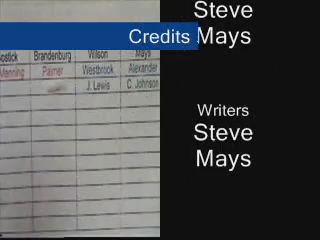 Steve
Credits Mays
ostick Brandenburg Wilson Mays
Manning Palmer Westbrook Alexander
J. Lewis C. Johnson
Writers
Steve
Mays